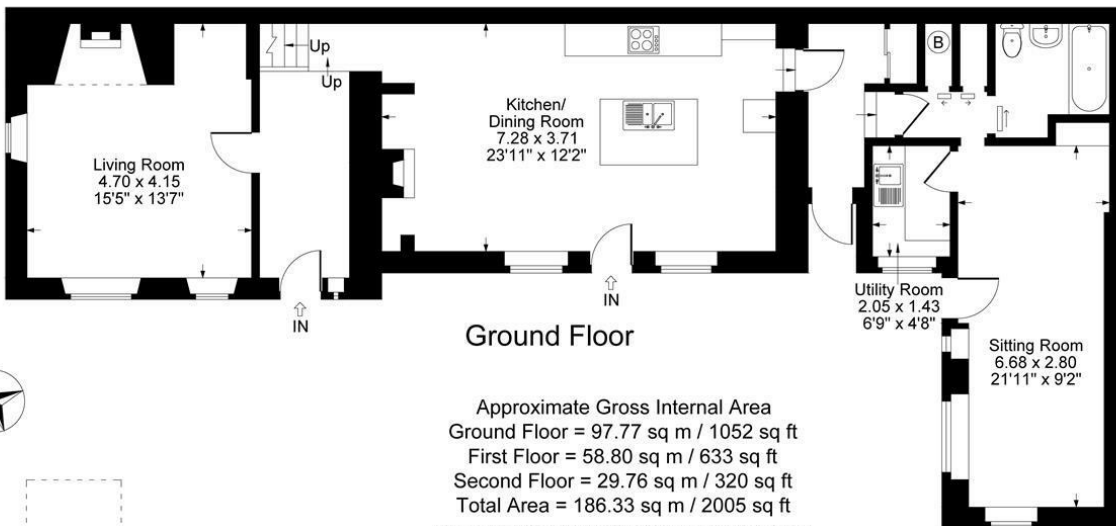 Up
Up
B
Kitchen/
Dining Room
7.28 x 3.71
23'11" x 12'2"
Living Room
4.70 x 4.15
15'5" x 13'7"
IN
IN
Utility Room
2.05 x 1.43
6'9" x 4'8"
Sitting Room
6.68 x 2.80
21'11" x 9'2"
Ground Floor
Approximate Gross Internal Area
Ground Floor = 97.77 sq m / 1052 sq ft
First Floor = 58.80 sq m / 633 sq ft
Second Floor = 29.76 sq m / 320 sq ft
Total Area = 186.33 sq m / 2005 sq ft